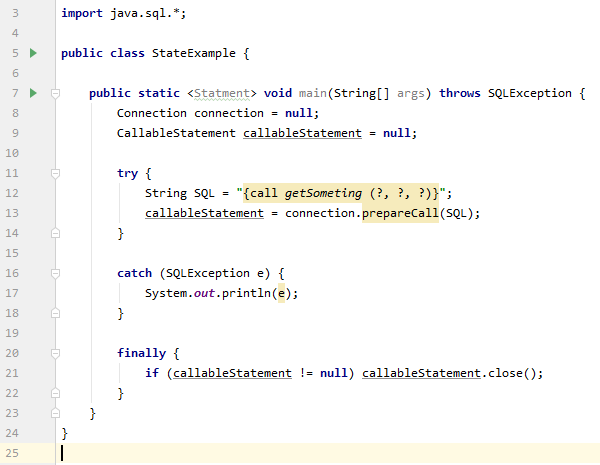 3 import java.sql.*;
4
5 public class StateExample {
6
7 public static <Statment> void main(String[] args) throws SQLException {
8 Connection connection = null;
9 CallableStatement callableStatement = null;
10
11 try {
12 String SQL = "{call getSometing (?, ?, ?)}";
13 callableStatement = connection.prepareCall(SQL);
14 }
15
16 catch (SQLException e) {
17 System.out.println(e);
18 }
19
20 finally {
21 if (callableStatement != null) callableStatement.close();
22 }
23 }
24 }
25